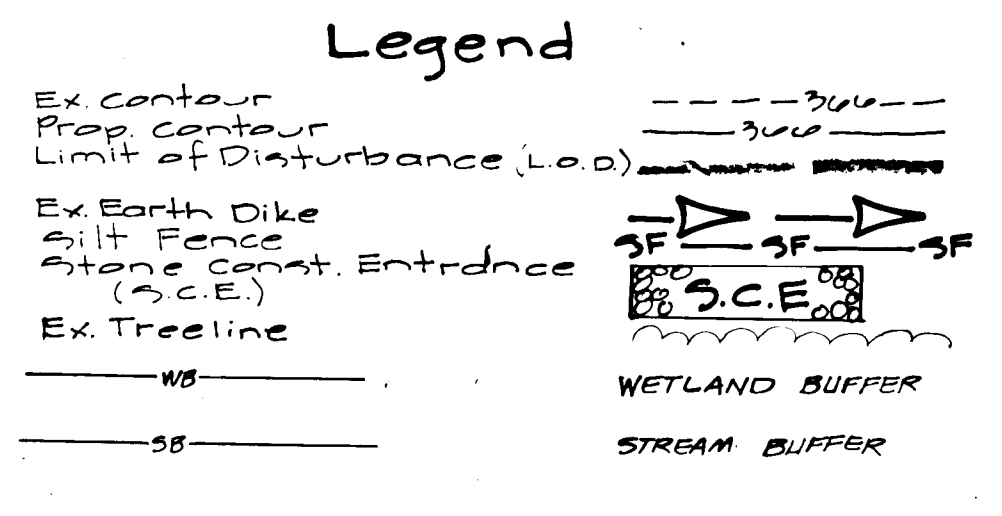 Legend
Ex. Contour 366
Prop. Contour 366
Limit of Disturbance (L.O.D.)
Ex. Earth Dike
Silt Fence SF SF SF
Stone Const. Entrance
(S.C.E.) S.C.E
Ex. Treeline
WB WETLAND BUFFER
SB STREAM BUFFER